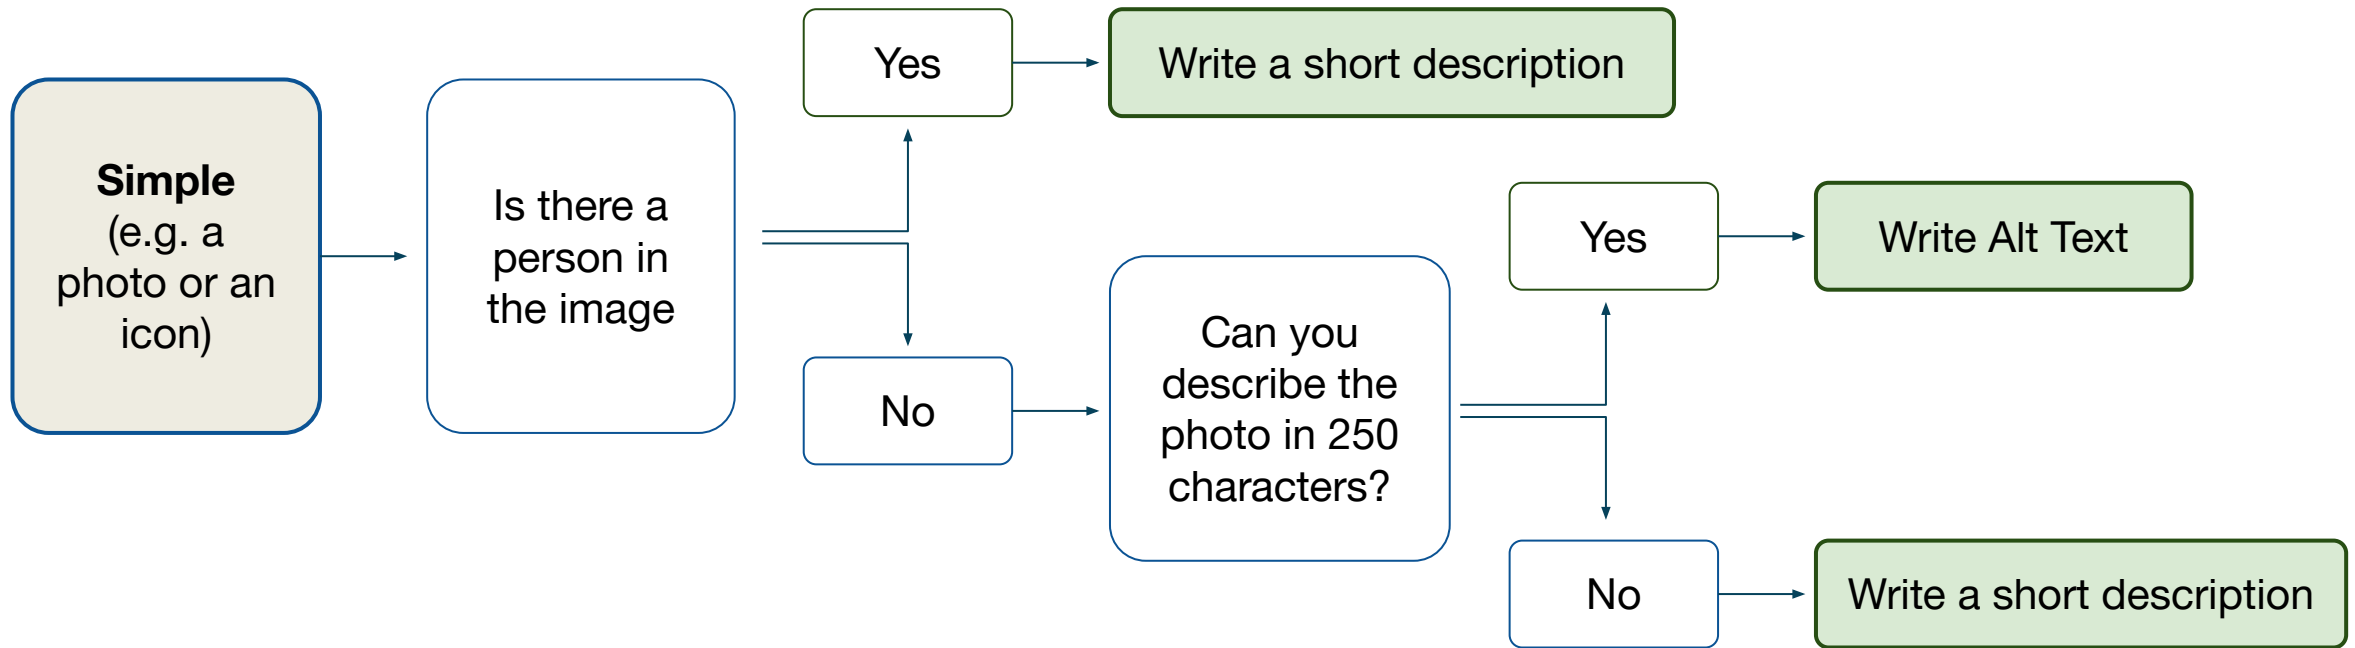 Simple
(e.g. a
photo or an
icon)
Is there a
person in
the image
Yes
Write a short description
No
Can you
describe the
photo in 250
characters?
Yes
Write Alt Text
No
Write a short description